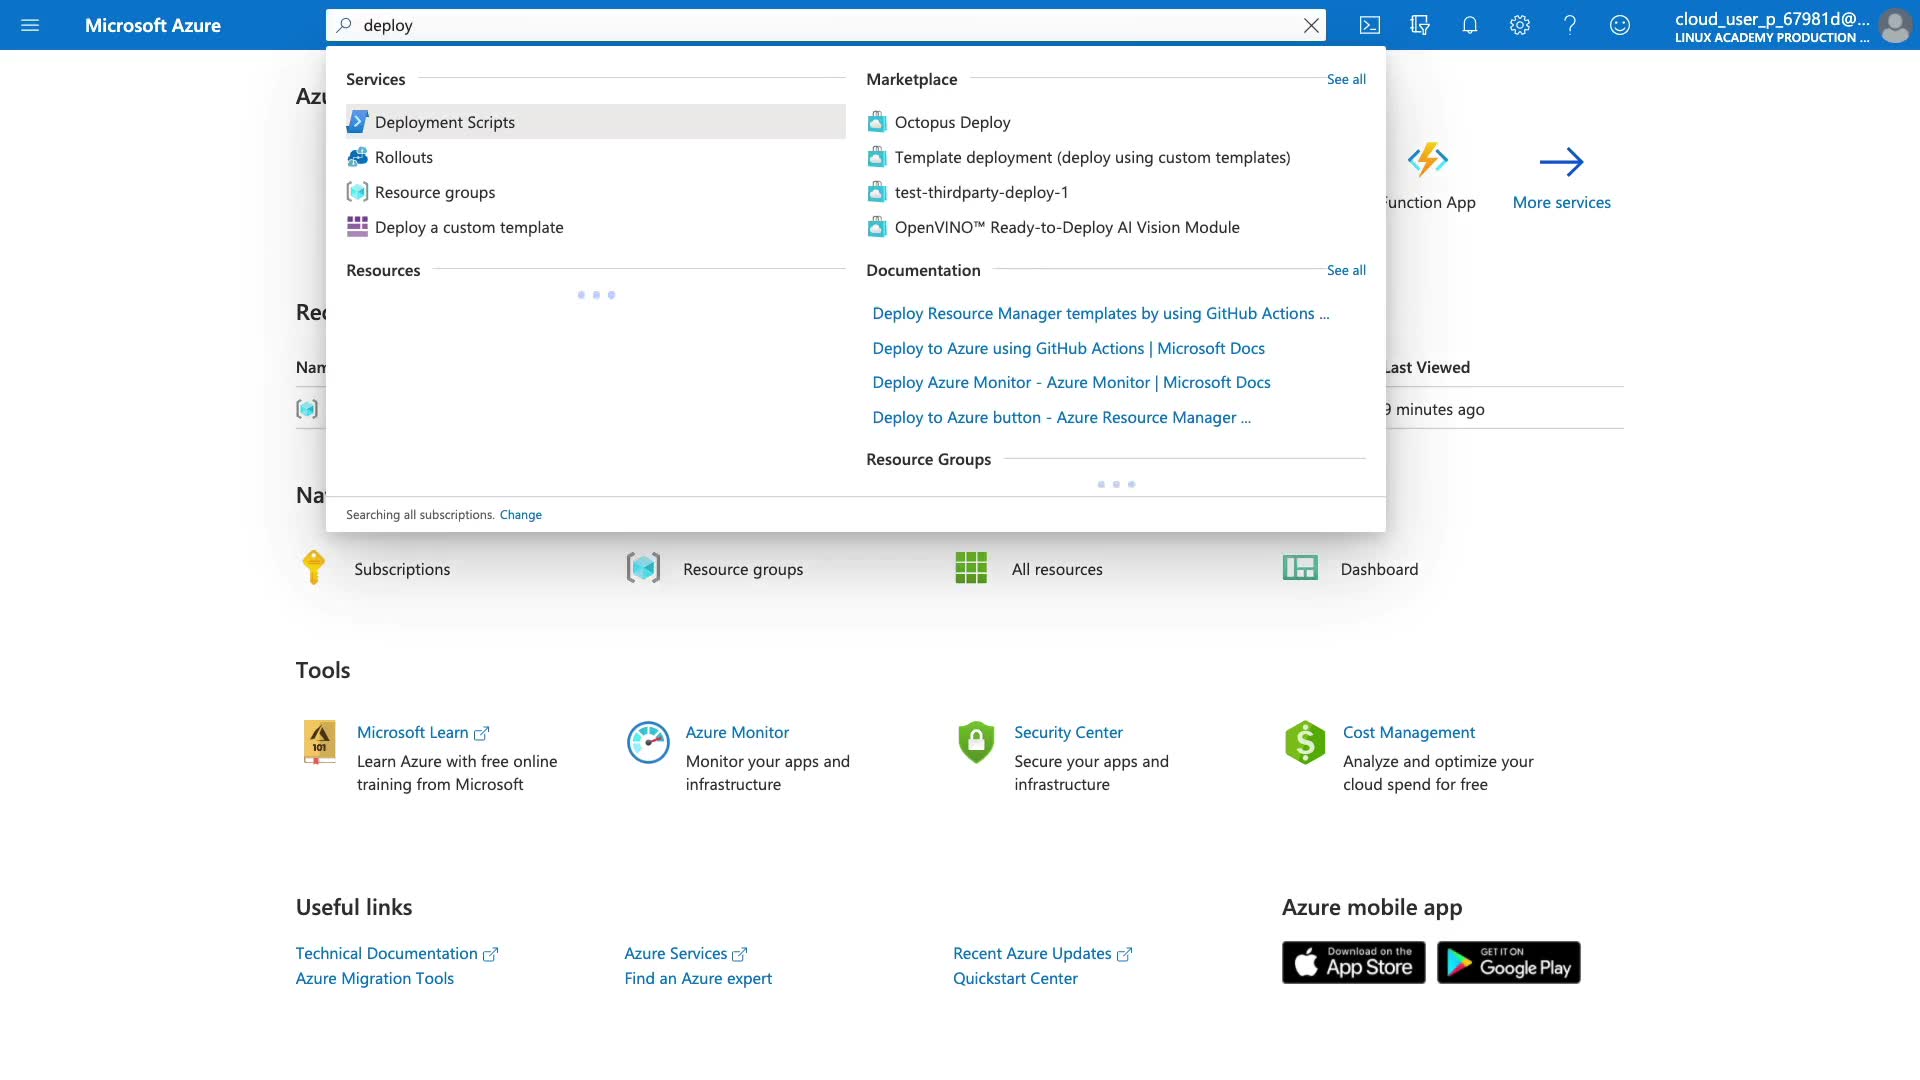 Microsoft Azure
deploy
cloud_user_p_67981d@...
LINUX ACADEMY PRODUCTION ...
Services
Deployment Scripts
Rollouts
Resource groups
Deploy a custom template
Resources
Marketplace
See all
Octopus Deploy
Template deployment (deploy using custom templates)
test-thirdparty-deploy-1
OpenVINO™ Ready-to-Deploy AI Vision Module
Documentation
See all
Deploy Resource Manager templates by using GitHub Actions ...
Deploy to Azure using GitHub Actions | Microsoft Docs
Deploy Azure Monitor - Azure Monitor | Microsoft Docs
Deploy to Azure button - Azure Resource Manager ...
Resource Groups
Searching all subscriptions. Change
Function App
More services
Last Viewed
9 minutes ago
Subscriptions
Resource groups
All resources
Dashboard
Tools
101
Microsoft Learn
Learn Azure with free online
training from Microsoft
Azure Monitor
Monitor your apps and
infrastructure
Security Center
Secure your apps and
infrastructure
Cost Management
Analyze and optimize your
cloud spend for free
Useful links
Technical Documentation
Azure Migration Tools
Azure Services
Find an Azure expert
Recent Azure Updates
Quickstart Center
Azure mobile app
Download on the
App Store
GET IT ON
Google Play